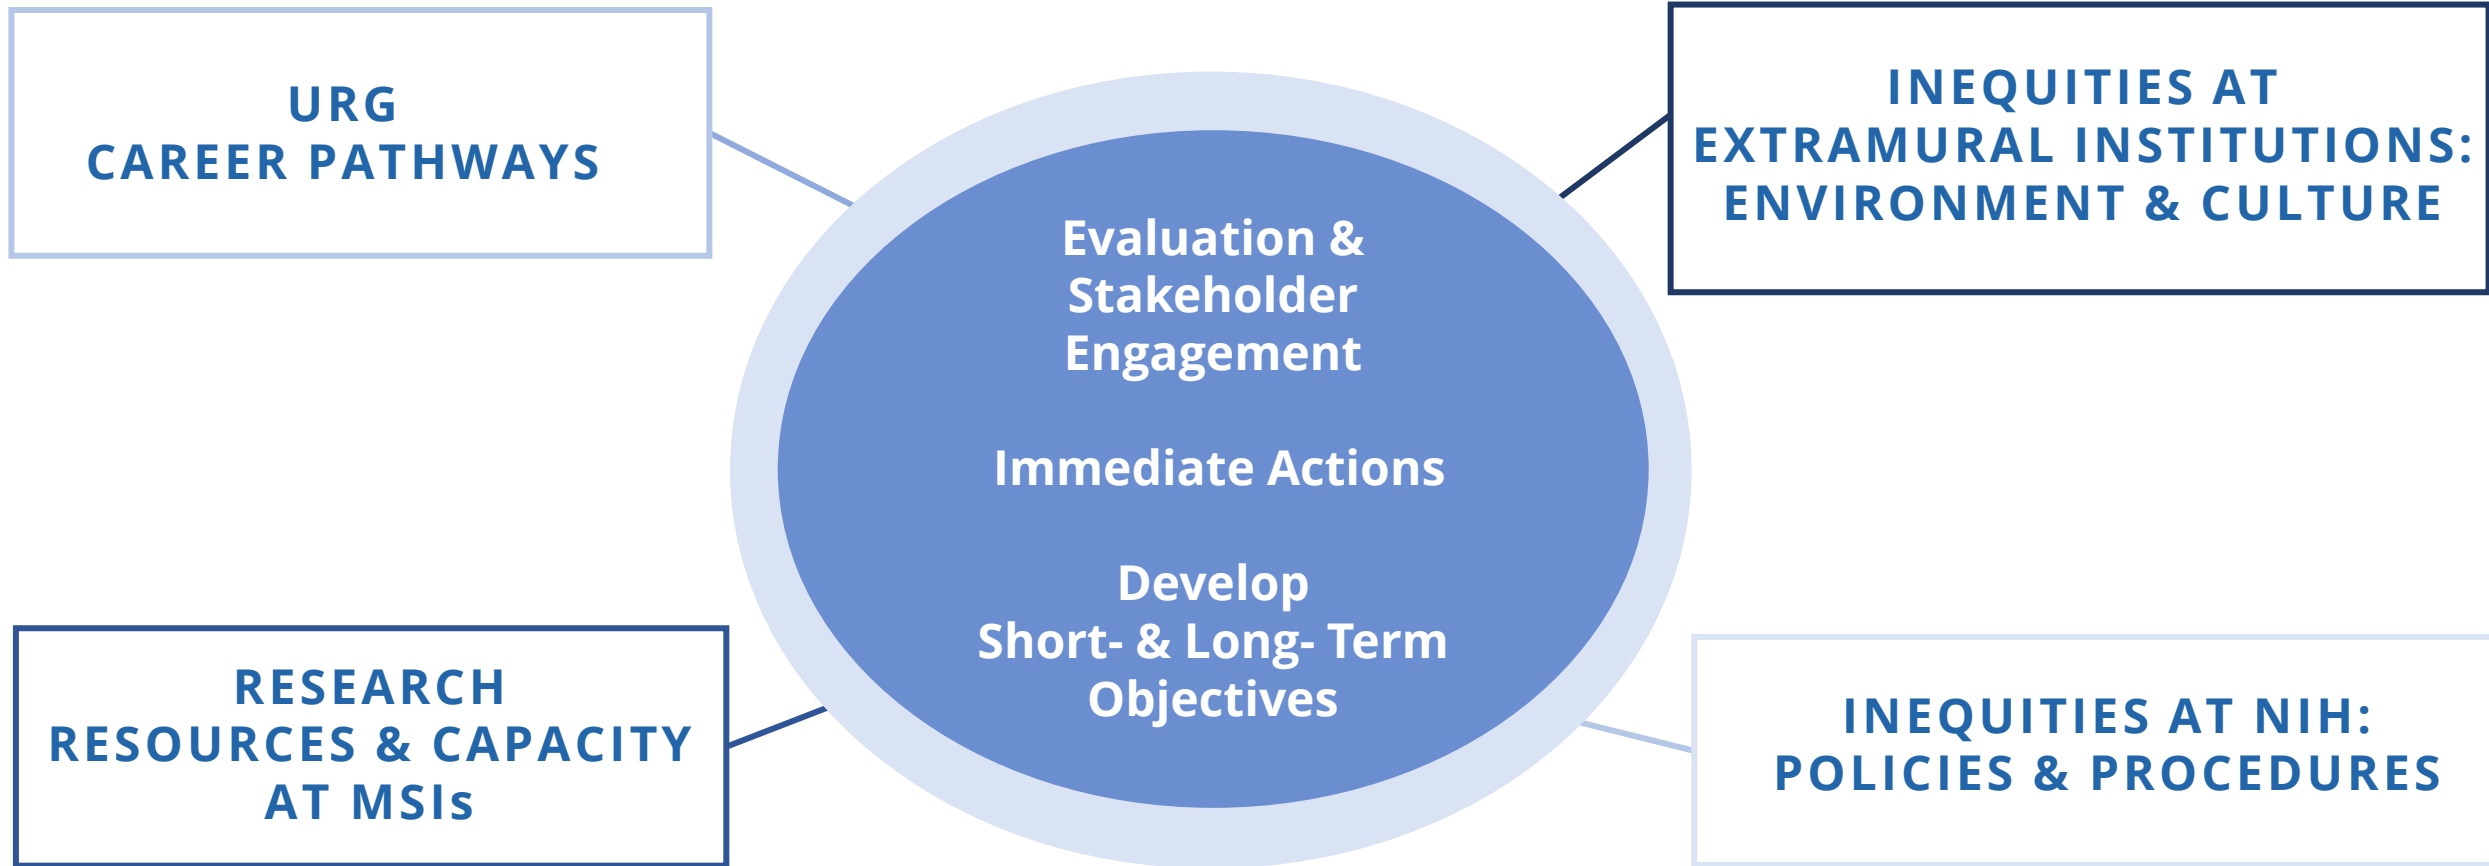 URG
CAREER PATHWAYS
INEQUITIES AT
EXTRAMURAL INSTITUTIONS:
ENVIRONMENT & CULTURE
Evaluation &
Stakeholder
Engagement
Immediate Actions
Develop
Short- & Long- Term
Objectives
RESEARCH
RESOURCES & CAPACITY
AT MSIs
INEQUITIES AT NIH:
POLICIES & PROCEDURES